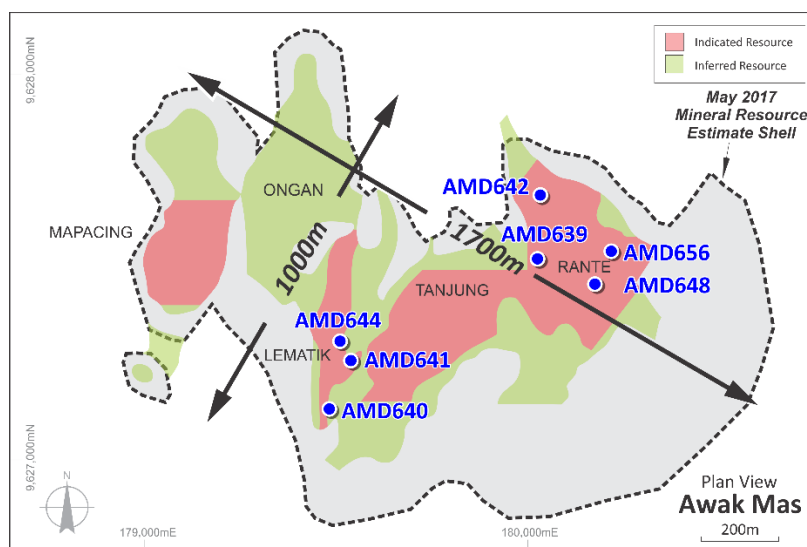 Indicated Resource
Inferred Resource
May 2017
Mineral Resource
Estimate Shell
9,628,000mN
ONGAN
MAPACING
1000m
1700m
AMD642
AMD639
AMD656
RANTE
AMD648
TANJUNG
AMD644
LEMATIK
AMD641
AMD640
9,627,000mN
N
Plan View
Awak Mas
200m
179,000mE
180,000mE